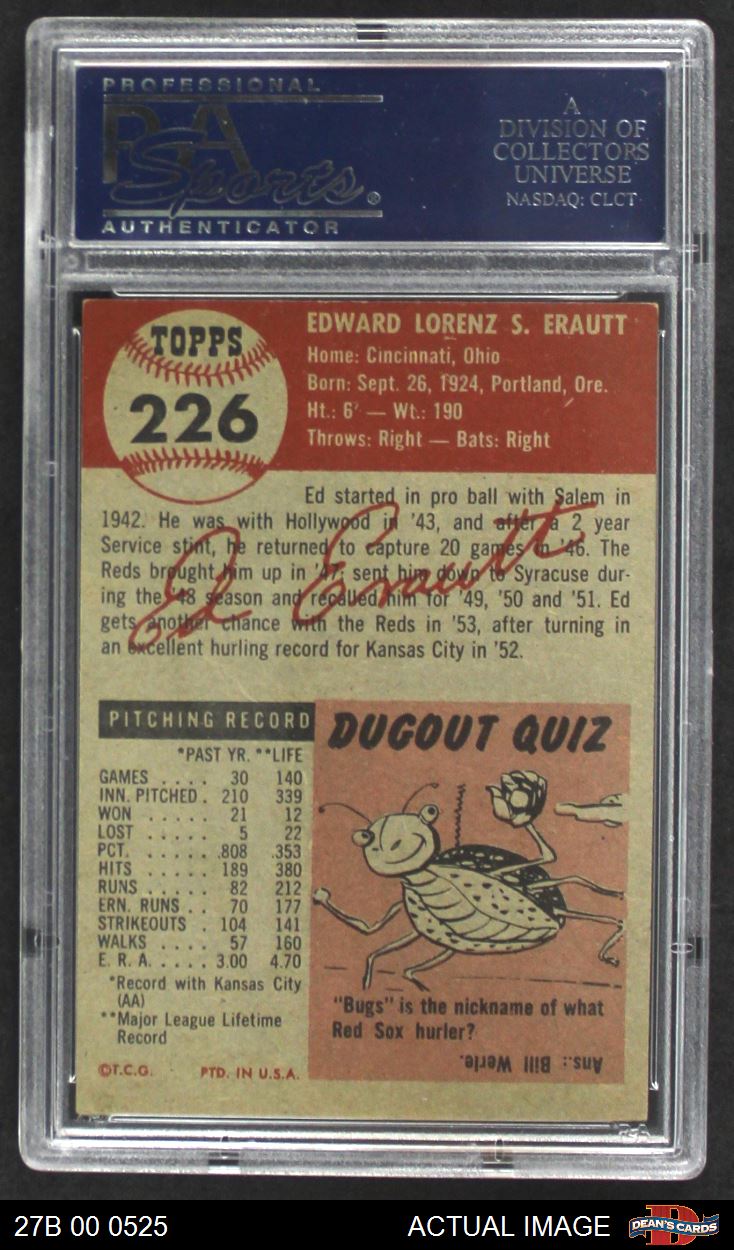 PROFESSIONAL
PSA
Sports®
AUTHENTICATOR
A
DIVISION OF
COLLECTORS
UNIVERSE
NASDAQ: CLCT
TOPPS
226
EDWARD LORENZ S. ERAUTT
Home: Cincinnati, Ohio
Born: Sept. 26, 1924, Portland, Ore.
Ht.: 6' — Wt.: 190
Throws: Right — Bats: Right
Ed started in pro ball with Salem in
1942. He was with Hollywood in '43, and after a 2 year
Service stint, he returned to capture 20 games in '46. The
Reds brought him up in '47; sent him down to Syracuse dur-
ing the '48 season and recalled him for '49, '50 and '51. Ed
gets another chance with the Reds in '53, after turning in
an excellent hurling record for Kansas City in '52.
Ed Erautt
PITCHING RECORD
*PAST YR. **LIFE
GAMES .... 30 140
INN. PITCHED . 210 339
WON ..... 21 12
LOST ..... 5 22
PCT. ...... .808 .353
HITS ...... 189 380
RUNS ..... 82 212
ERN. RUNS .. 70 177
STRIKEOUTS . 104 141
WALKS .... 57 160
E. R. A. ..... 3.00 4.70
*Record with Kansas City
(AA)
**Major League Lifetime
Record
©T.C.G. PTD. IN U.S.A.
DUGOUT QUIZ
"Bugs" is the nickname of what
Red Sox hurler?
Ans.: Bill Werle.
27B 00 0525
ACTUAL IMAGE
D
DEAN'S CARDS